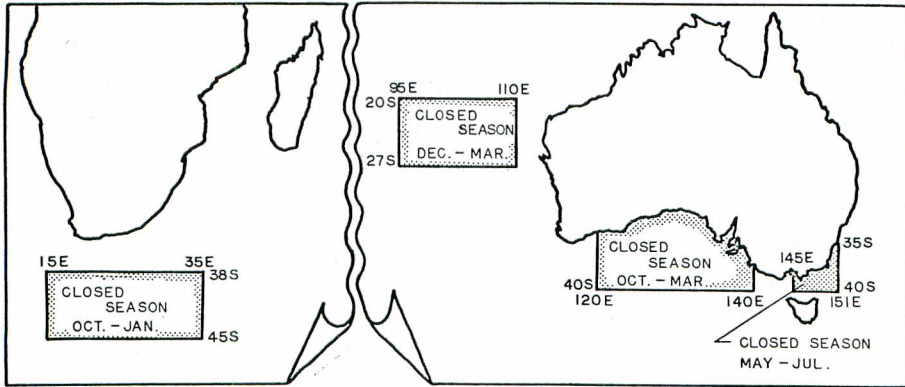 95E 110E
20S
CLOSED
SEASON
DEC. - MAR.
27S
15E 35E
38S
CLOSED
SEASON
OCT. - JAN.
45S
35S
145E
CLOSED
SEASON
OCT. - MAR.
40S 40S
120E 140E 151E
CLOSED SEASON
MAY - JUL.